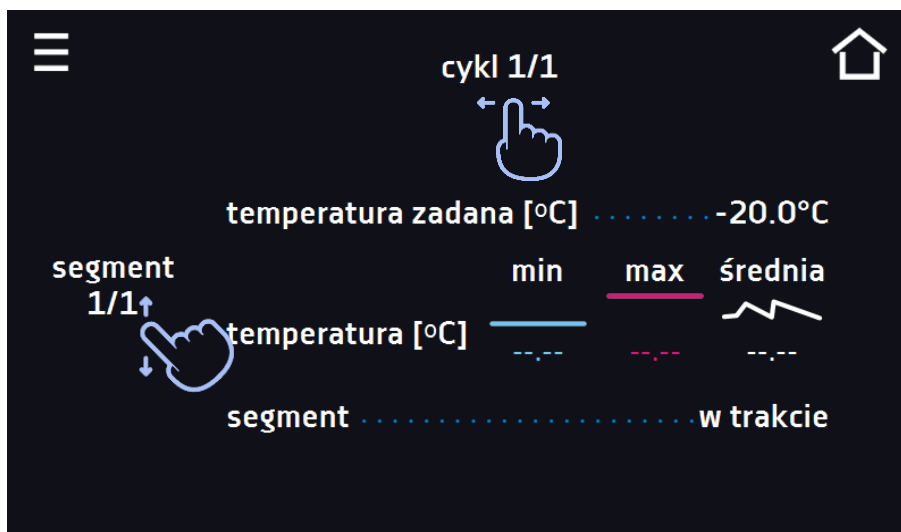 cykl 1/1
temperatura zadana [°C] ........ -20.0°C
segment
1/1
min max średnia
temperatura [°C]
--.-- --.-- --.--
segment ...................... w trakcie